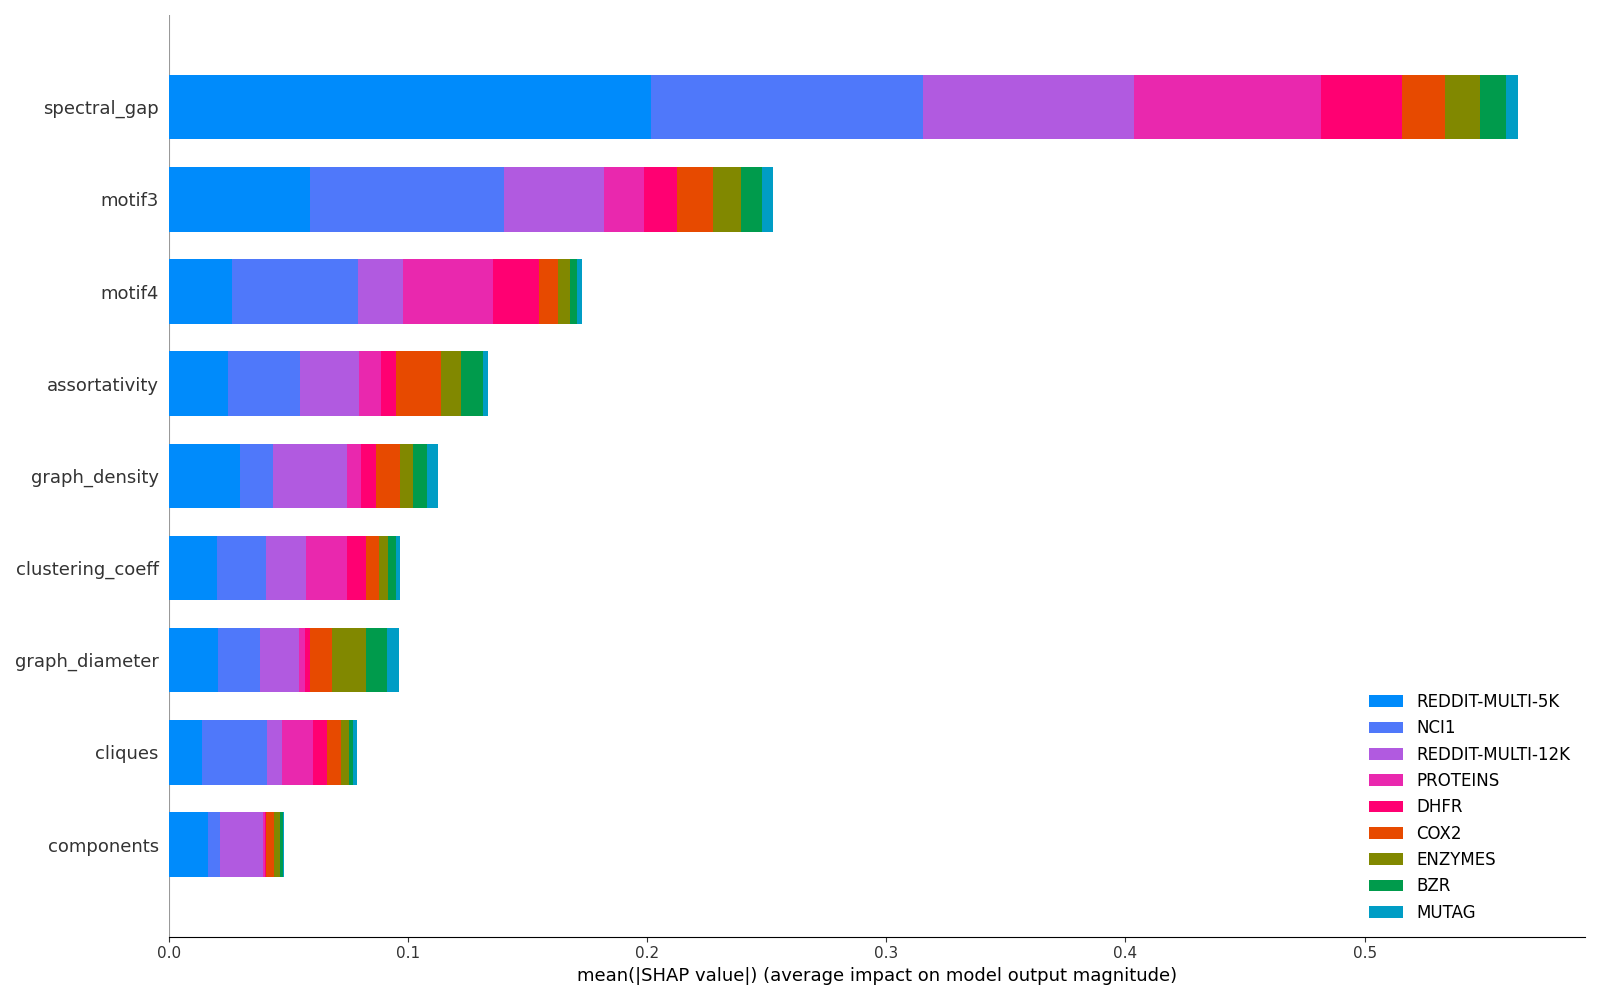 spectral_gap
motif3
motif4
assortativity
graph_density
clustering_coeff
graph_diameter
cliques
components
REDDIT-MULTI-5K
NCI1
REDDIT-MULTI-12K
PROTEINS
DHFR
COX2
ENZYMES
BZR
MUTAG
0.0 0.1 0.2 0.3 0.4 0.5
mean(|SHAP value|) (average impact on model output magnitude)